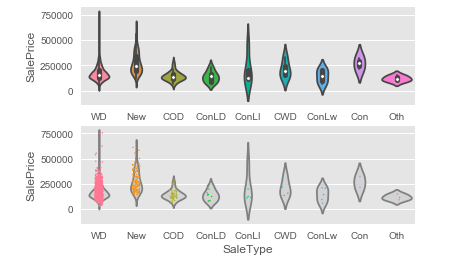 750000
500000
250000
0
SalePrice
WD New COD ConLD ConLI CWD ConLw Con Oth
750000
500000
250000
0
SalePrice
WD New COD ConLD ConLI CWD ConLw Con Oth
SaleType